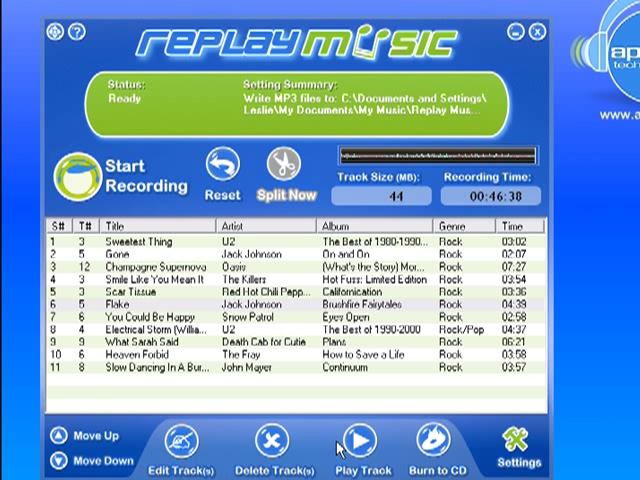 Replay Music
Status:
Ready
Setting Summary:
Write MP3 files to: C:\Documents and Settings\
Leslie\My Documents\My Music\Replay Mus...
www.a
Start
Recording
Reset
Split Now
Track Size (MB):
44
Recording Time:
00:46:38
S# T# Title Artist Album Genre Time
1 3 Sweetest Thing U2 The Best of 1980-1990... Rock 03:02
2 5 Gone Jack Johnson On and On Rock 02:07
3 12 Champagne Supernova Oasis (What's the Story) Mor... Rock 07:27
4 3 Smile Like You Mean It The Killers Hot Fuss: Limited Edition Rock 03:54
5 3 Scar Tissue Red Hot Chili Pepp... Californication Rock 03:36
6 5 Flake Jack Johnson Brushfire Fairytales Rock 04:39
7 6 You Could Be Happy Snow Patrol Eyes Open Rock 02:58
8 4 Electrical Storm (Willia... U2 The Best of 1990-2000 Rock/Pop 04:37
9 9 What Sarah Said Death Cab for Cutie Plans Rock 06:21
10 6 Heaven Forbid The Fray How to Save a Life Rock 03:58
11 8 Slow Dancing In A Bur... John Mayer Continuum Rock 03:57
Move Up
Move Down
Edit Track(s)
Delete Track(s)
Play Track
Burn to CD
Settings